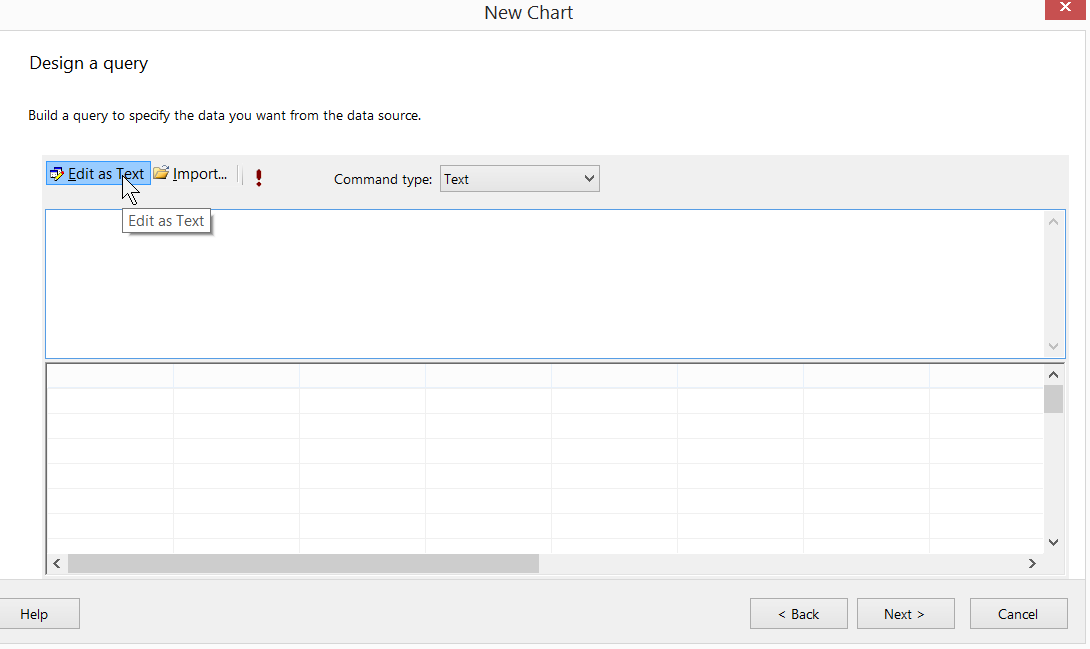 New Chart
Design a query
Build a query to specify the data you want from the data source.
Edit as Text Import... ! Command type: Text
Edit as Text
Help < Back Next > Cancel